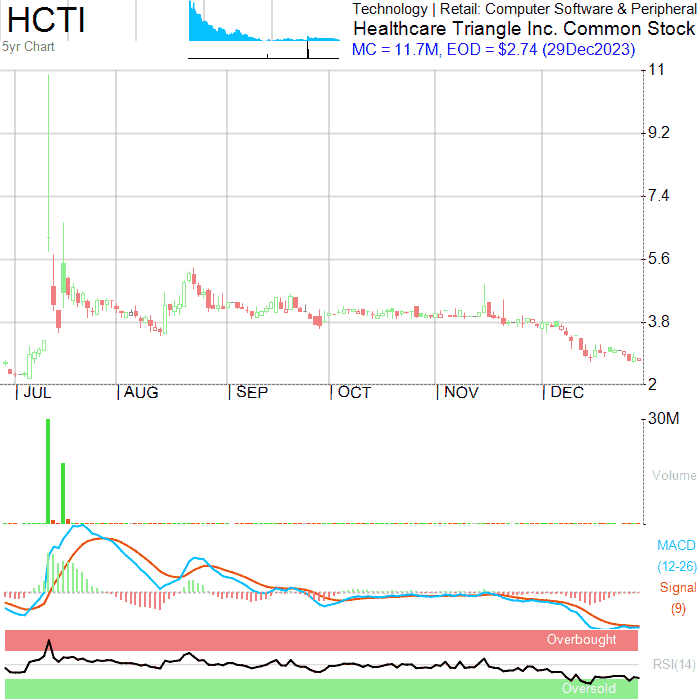 HCTI
5yr Chart
Technology | Retail: Computer Software & Peripheral
Healthcare Triangle Inc. Common Stock
MC = 11.7M, EOD = $2.74 (29Dec2023)
11
9.2
7.4
5.6
3.8
2
JUL AUG SEP OCT NOV DEC
30M
Volume
MACD
(12-26)
Signal
(9)
Overbought
RSI(14)
Oversold